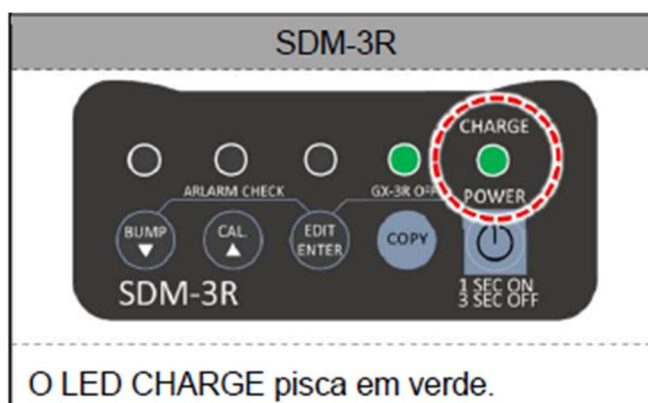 SDM-3R
CHARGE
ARLARM CHECK
GX-3R OFF
POWER
BUMP
▼
CAL.
▲
EDIT
ENTER
COPY
SDM-3R
1 SEC ON
3 SEC OFF
O LED CHARGE pisca em verde.